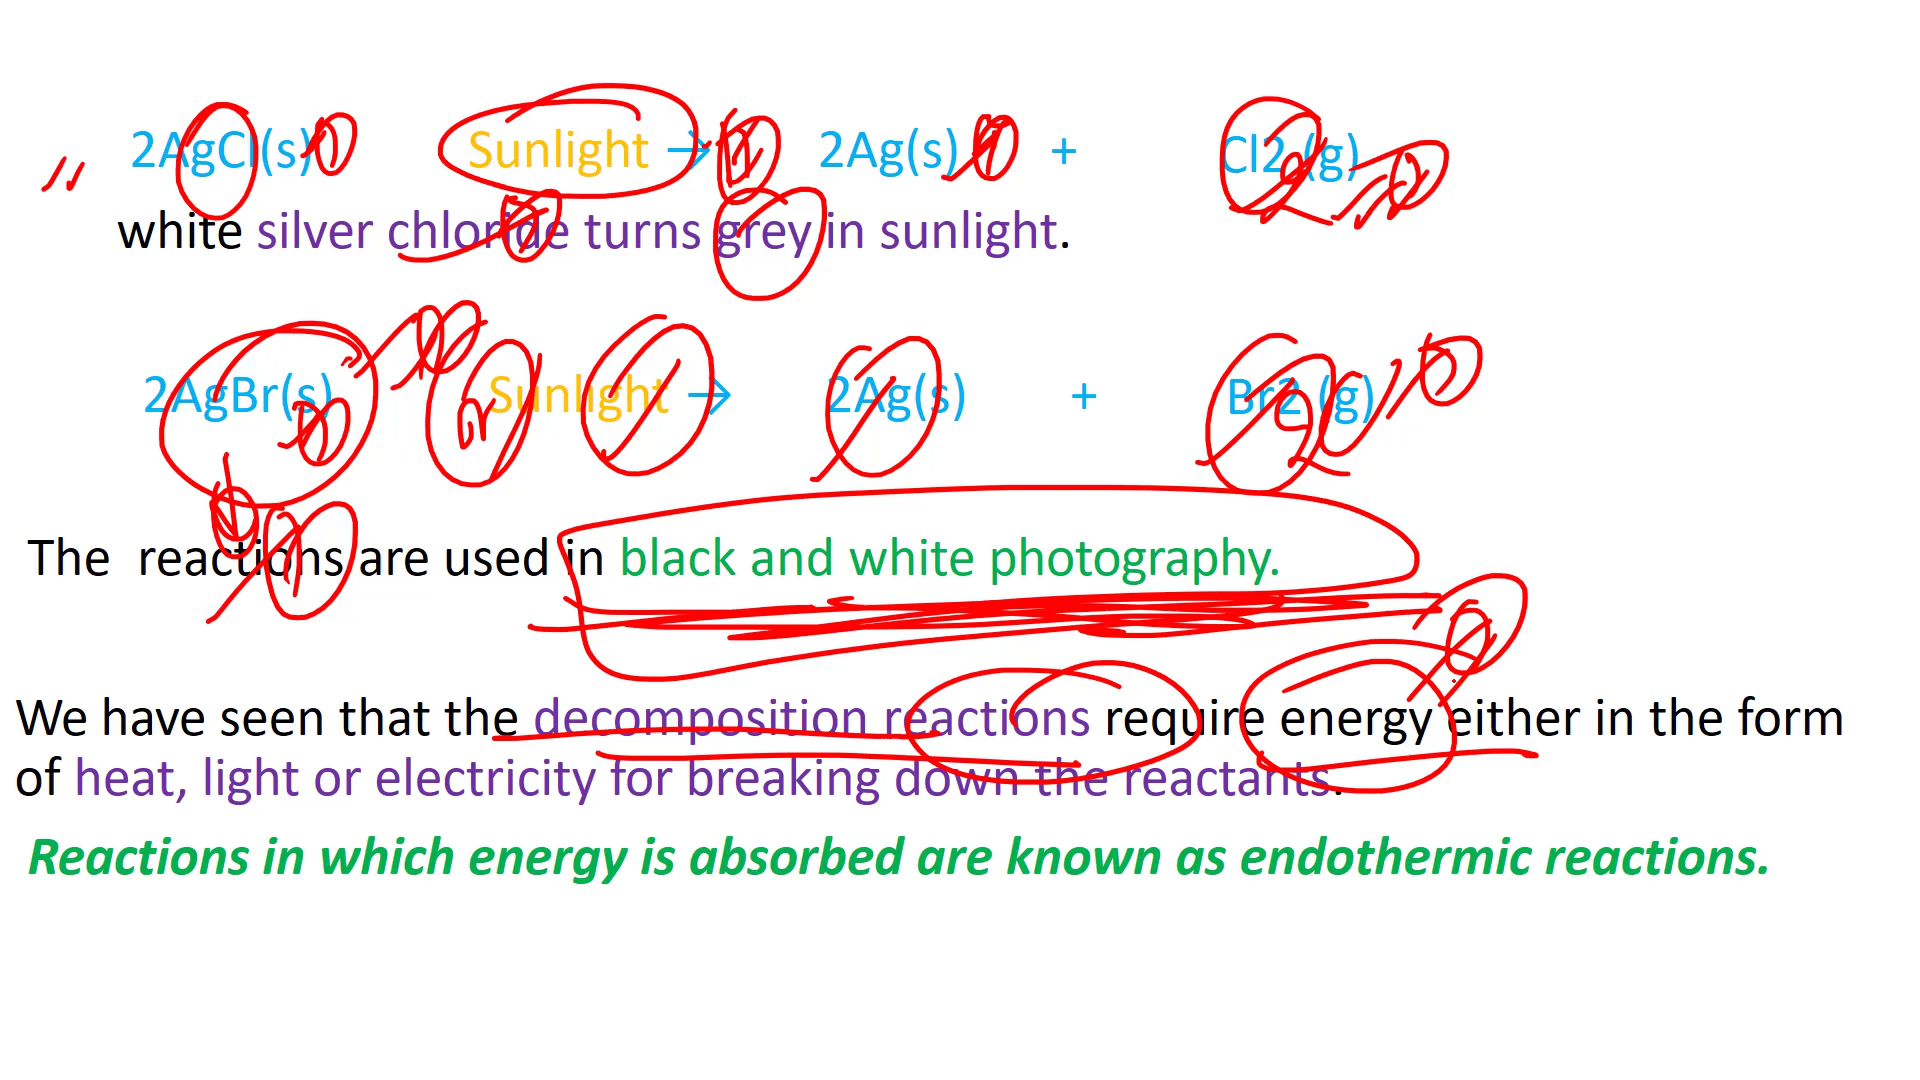 2AgCl(s) Sunlight → 2Ag(s) + Cl2 (g)
white silver chloride turns grey in sunlight.
2AgBr(s) Sunlight → 2Ag(s) + Br2 (g)
The reactions are used in black and white photography.
We have seen that the decomposition reactions require energy either in the form
of heat, light or electricity for breaking down the reactants.
Reactions in which energy is absorbed are known as endothermic reactions.